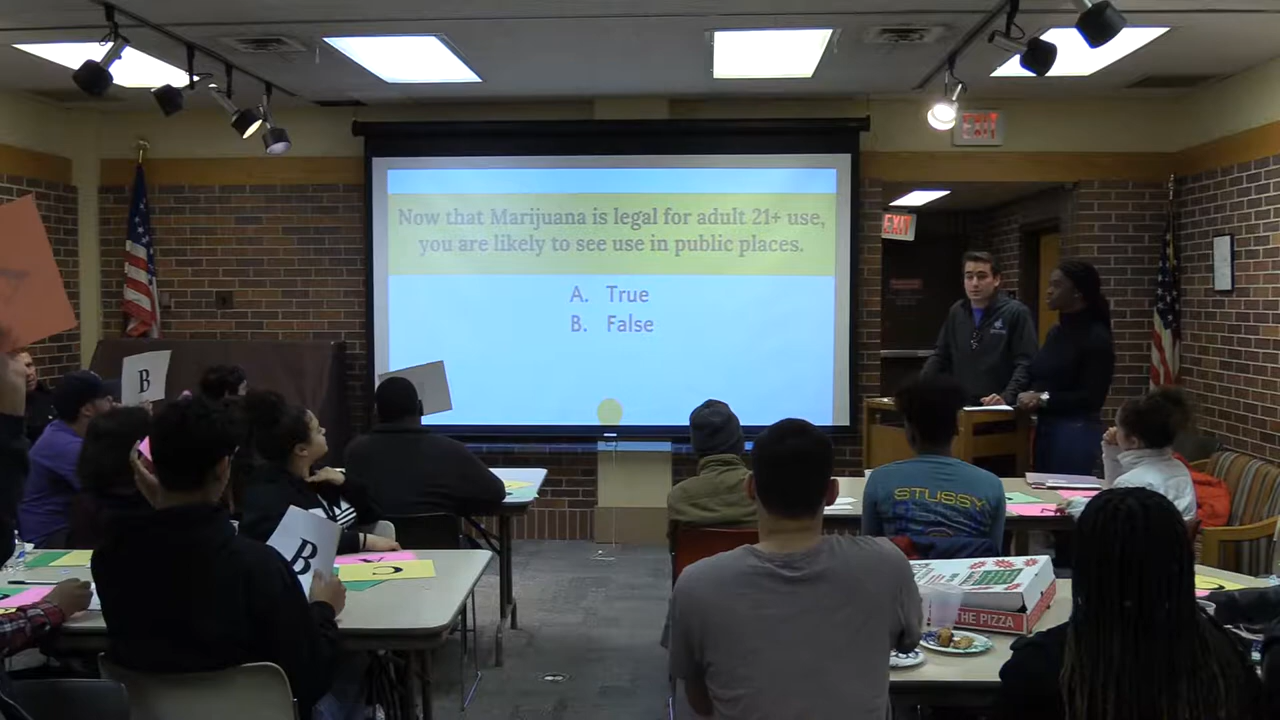 EXIT
Now that Marijuana is legal for adult 21+ use,
you are likely to see use in public places.
A. True
B. False
EXIT
A
B
B
C
STUSSY
THE PIZZA